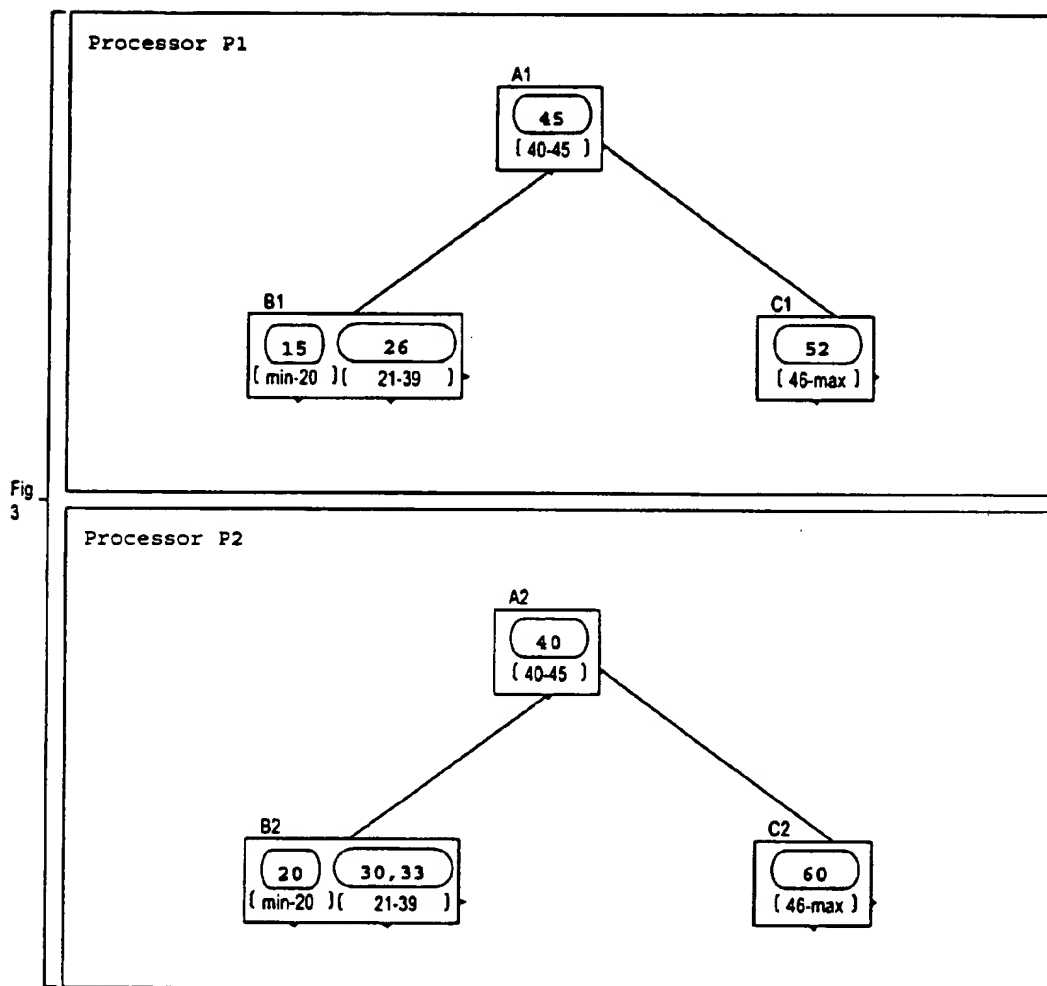 Processor P1
A1
45
( 40-45 )
B1
15 26
( min-20 )( 21-39 )
C1
52
( 46-max )
Fig
3
Processor P2
A2
40
( 40-45 )
B2
20 30,33
( min-20 )( 21-39 )
C2
60
( 46-max )